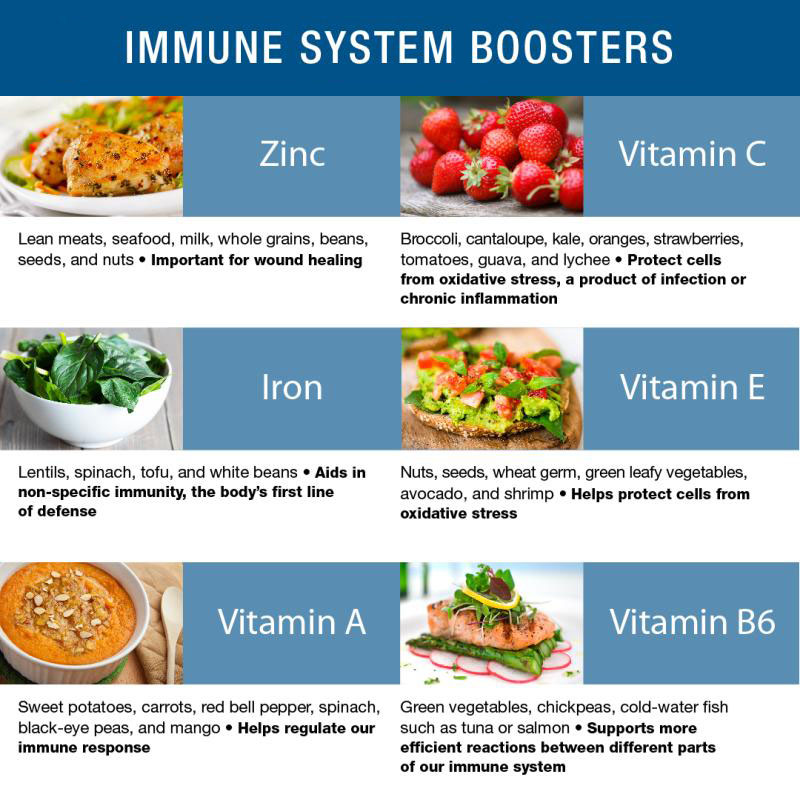 IMMUNE SYSTEM BOOSTERS
Zinc
Lean meats, seafood, milk, whole grains, beans,
seeds, and nuts • Important for wound healing
Vitamin C
Broccoli, cantaloupe, kale, oranges, strawberries,
tomatoes, guava, and lychee • Protect cells
from oxidative stress, a product of infection or
chronic inflammation
Iron
Lentils, spinach, tofu, and white beans • Aids in
non-specific immunity, the body's first line
of defense
Vitamin E
Nuts, seeds, wheat germ, green leafy vegetables,
avocado, and shrimp • Helps protect cells from
oxidative stress
Vitamin A
Sweet potatoes, carrots, red bell pepper, spinach,
black-eye peas, and mango • Helps regulate our
immune response
Vitamin B6
Green vegetables, chickpeas, cold-water fish
such as tuna or salmon • Supports more
efficient reactions between different parts
of our immune system